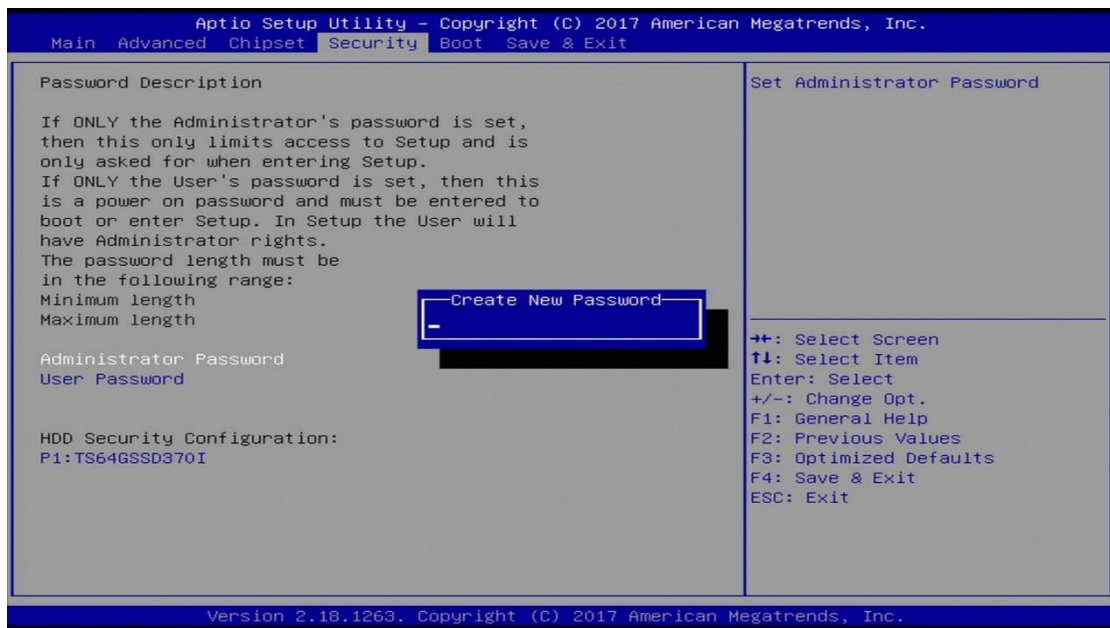 Aptio Setup Utility – Copyright (C) 2017 American Megatrends, Inc.
Main Advanced Chipset Security Boot Save & Exit
Password Description
If ONLY the Administrator's password is set,
then this only limits access to Setup and is
only asked for when entering Setup.
If ONLY the User's password is set, then this
is a power on password and must be entered to
boot or enter Setup. In Setup the User will
have Administrator rights.
The password length must be
in the following range:
Minimum length
Maximum length
Administrator Password
User Password
HDD Security Configuration:
P1:TS64GSSD370I
Create New Password
Set Administrator Password
→←: Select Screen
↑↓: Select Item
Enter: Select
+/-: Change Opt.
F1: General Help
F2: Previous Values
F3: Optimized Defaults
F4: Save & Exit
ESC: Exit
Version 2.18.1263. Copyright (C) 2017 American Megatrends, Inc.